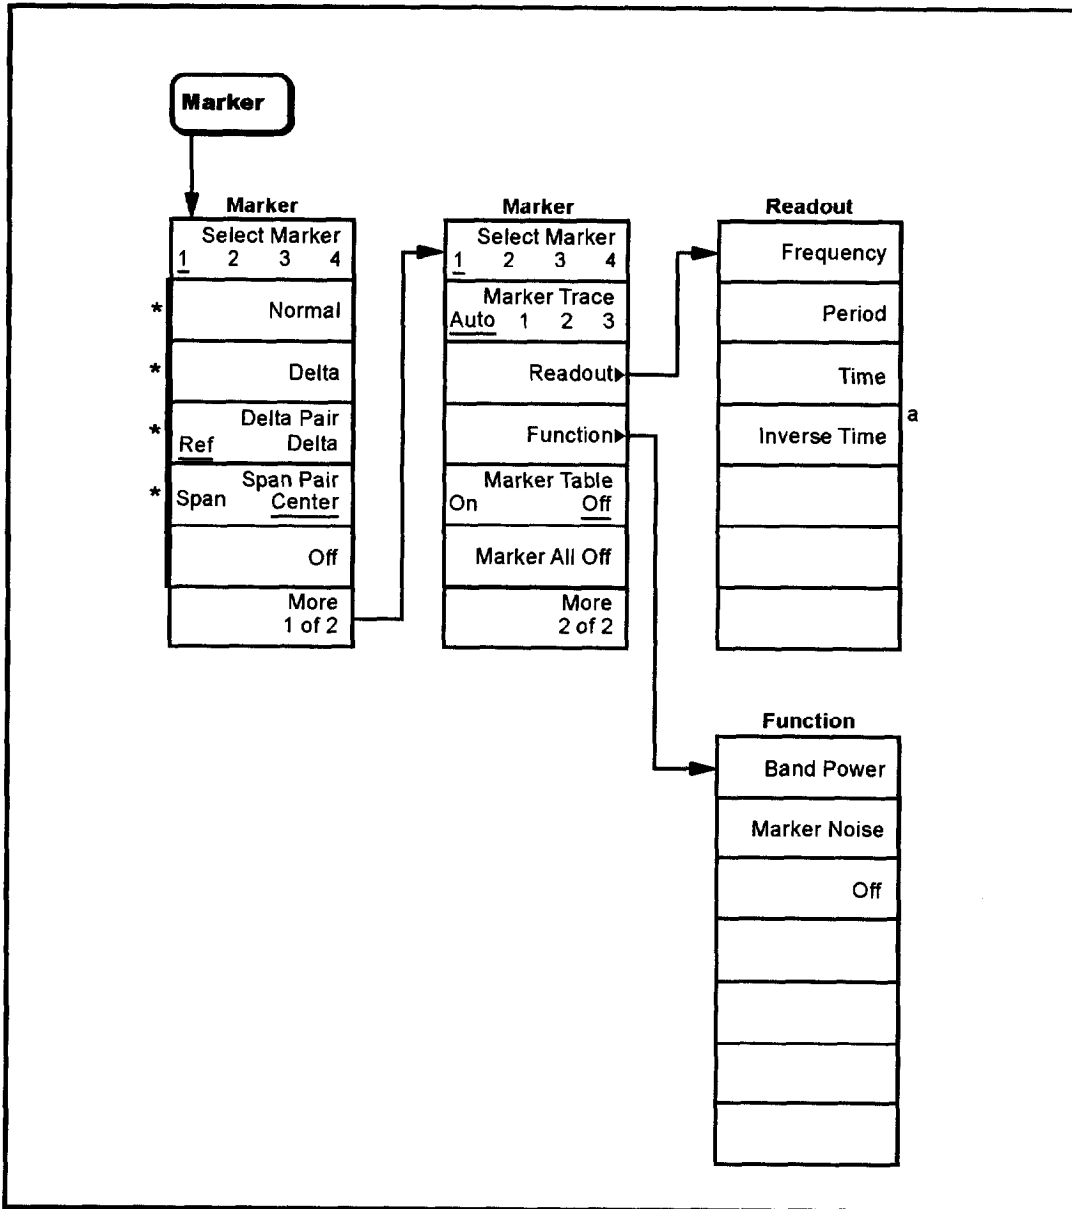 Marker
Marker
Select Marker
1 2 3 4
* Normal
* Delta
* Delta Pair
Ref Delta
* Span Pair
Span Center
Off
More
1 of 2
Marker
Select Marker
1 2 3 4
Marker Trace
Auto 1 2 3
Readout
Function
Marker Table
On Off
Marker All Off
More
2 of 2
Readout
Frequency
Period
Time
Inverse Time a
Function
Band Power
Marker Noise
Off